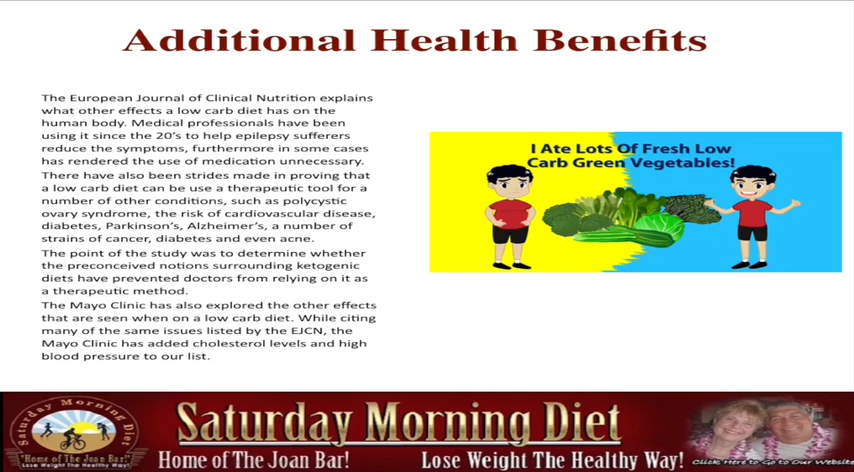 Additional Health Benefits
The European Journal of Clinical Nutrition explains
what other effects a low carb diet has on the
human body. Medical professionals have been
using it since the 20's to help epilepsy sufferers
reduce the symptoms, furthermore in some cases
has rendered the use of medication unnecessary.
There have also been strides made in proving that
a low carb diet can be use a therapeutic tool for a
number of other conditions, such as polycystic
ovary syndrome, the risk of cardiovascular disease,
diabetes, Parkinson's, Alzheimer's, a number of
strains of cancer, diabetes and even acne.
The point of the study was to determine whether
the preconceived notions surrounding ketogenic
diets have prevented doctors from relying on it as
a therapeutic method.
The Mayo Clinic has also explored the other effects
that are seen when on a low carb diet. While citing
many of the same issues listed by the EJCN, the
Mayo Clinic has added cholesterol levels and high
blood pressure to our list.
I Ate Lots Of Fresh Low
Carb Green Vegetables!
Saturday Morning Diet
"Home of The Joan Bar!"
Lose Weight The Healthy Way!
Saturday Morning Diet
Home of The Joan Bar!
Lose Weight The Healthy Way!
Click Here to Go to Our Website